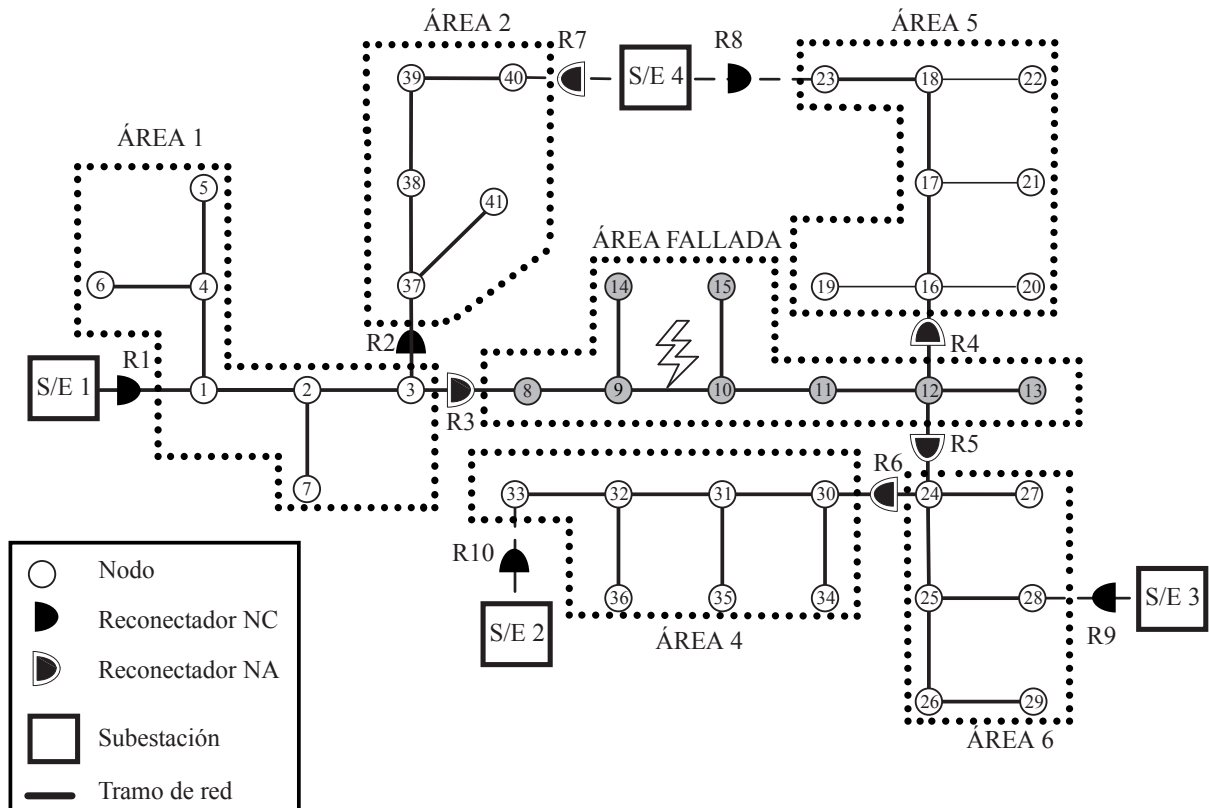 ÁREA 2
R7
R8
ÁREA 5
39
40
S/E 4
23
18
22
ÁREA 1
5
38
41
17
21
ÁREA FALLADA
6
4
37
14
15
19
16
20
R2
R4
S/E 1
R1
1
2
3
R3
8
9
10
11
12
13
R5
7
33
32
31
30
R6
24
27
R10
36
35
34
25
28
R9
S/E 3
S/E 2
ÁREA 4
26
29
ÁREA 6
Nodo
Reconectador NC
Reconectador NA
Subestación
Tramo de red